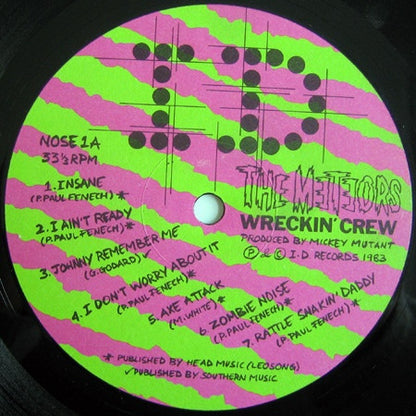 ID
NOSE 1A
33⅓ RPM
THE METEORS
WRECKIN' CREW
PRODUCED BY MICKEY MUTANT
Ⓟ & © I.D. RECORDS 1983
1. INSANE
(P. PAUL FENECH) *
2. I AIN'T READY
(P. PAUL FENECH) *
3. JOHNNY REMEMBER ME
(G. GODARD) ✓
4. I DON'T WORRY ABOUT IT
(P. PAUL FENECH) *
5. AXE ATTACK
(M. WHITE) *
6 ZOMBIE NOISE
(P. PAUL FENECH) *
7. RATTLE SNAKIN' DADDY
(P. PAUL FENECH) *
* PUBLISHED BY HEAD MUSIC (LEOSONG)
✓ PUBLISHED BY SOUTHERN MUSIC